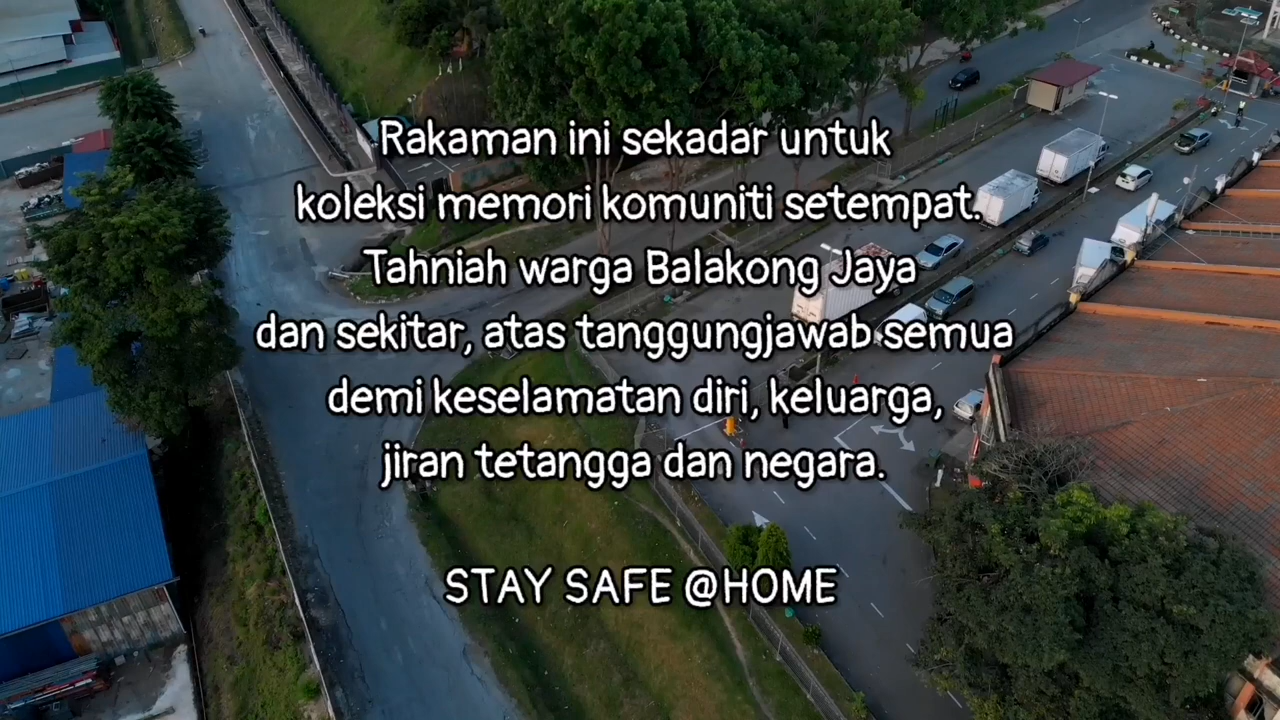 Rakaman ini sekadar untuk
koleksi memori komuniti setempat.
Tahniah warga Balakong Jaya
dan sekitar, atas tanggungjawab semua
demi keselamatan diri, keluarga,
jiran tetangga dan negara.
STAY SAFE @HOME